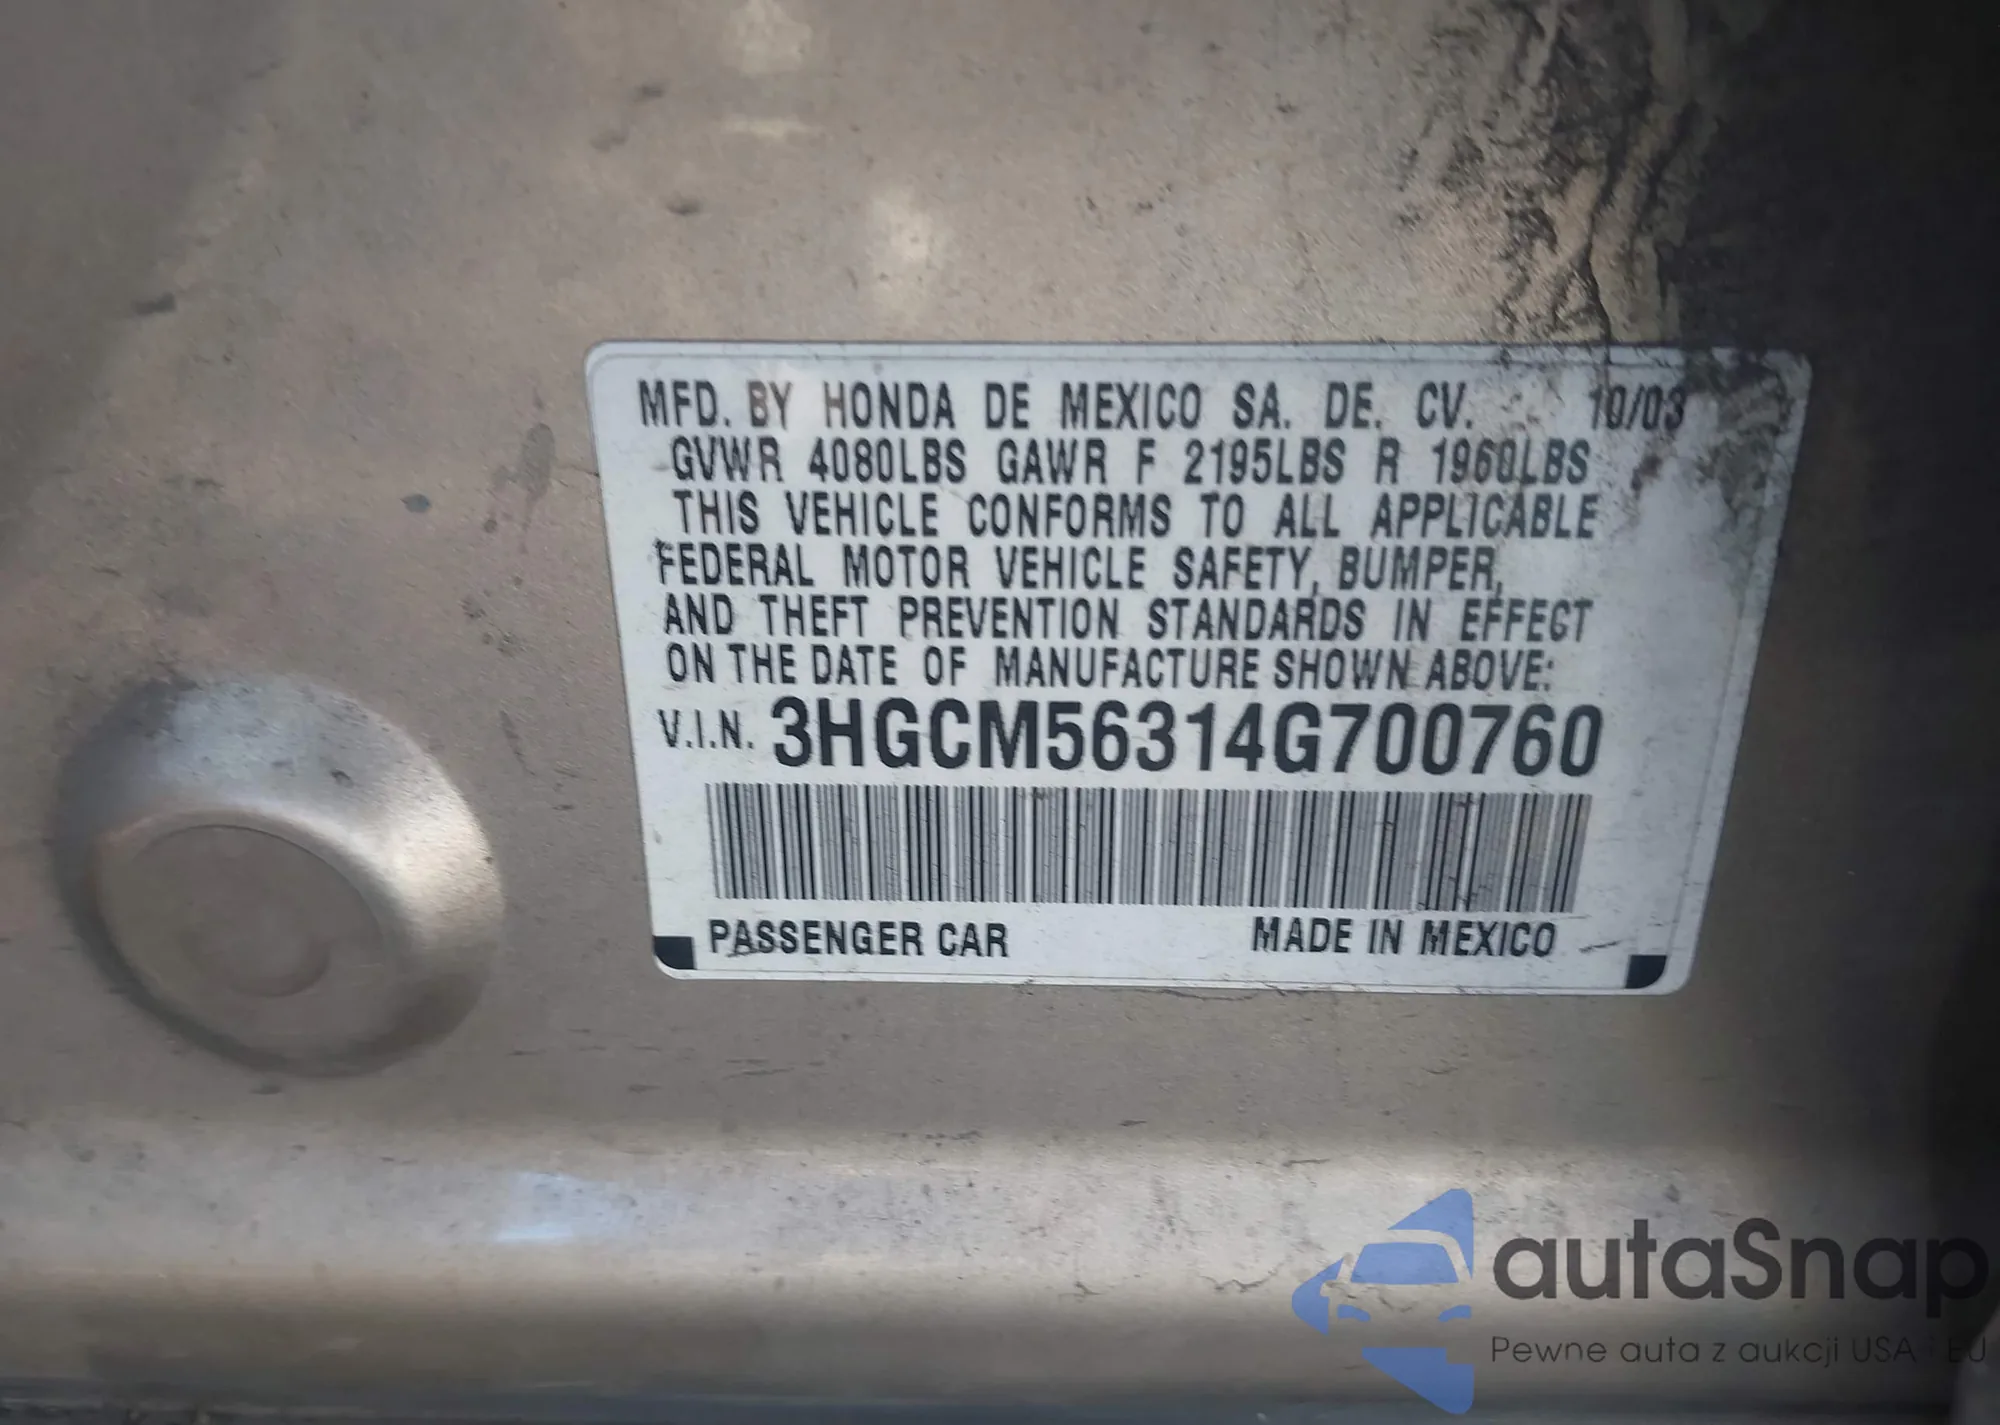 MFD. BY HONDA DE MEXICO SA. DE. CV. 10/03
GVWR 4080LBS GAWR F 2195LBS R 1960LBS
THIS VEHICLE CONFORMS TO ALL APPLICABLE
FEDERAL MOTOR VEHICLE SAFETY, BUMPER,
AND THEFT PREVENTION STANDARDS IN EFFECT
ON THE DATE OF MANUFACTURE SHOWN ABOVE:
V.I.N. 3HGCM56314G700760
PASSENGER CAR MADE IN MEXICO
autaSnap
Pewne auta z aukcji USA i EU